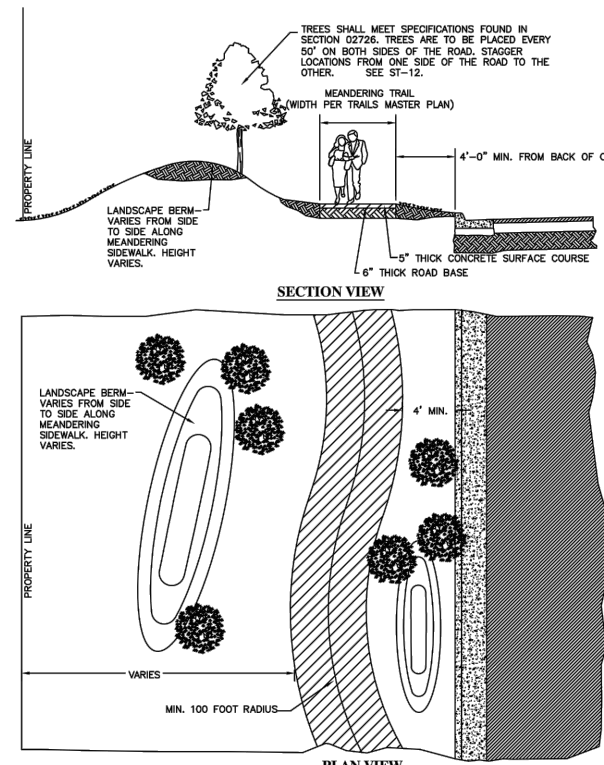 TREES SHALL MEET SPECIFICATIONS FOUND IN
SECTION 02726. TREES ARE TO BE PLACED EVERY
50' ON BOTH SIDES OF THE ROAD. STAGGER
LOCATIONS FROM ONE SIDE OF THE ROAD TO THE
OTHER. SEE ST-12.
MEANDERING TRAIL
(WIDTH PER TRAILS MASTER PLAN)
PROPERTY LINE
4'-0" MIN. FROM BACK OF C
LANDSCAPE BERM
VARIES FROM SIDE
TO SIDE ALONG
MEANDERING
SIDEWALK. HEIGHT
VARIES.
5" THICK CONCRETE SURFACE COURSE
6" THICK ROAD BASE
SECTION VIEW
LANDSCAPE BERM
VARIES FROM SIDE
TO SIDE ALONG
MEANDERING
SIDEWALK. HEIGHT
VARIES.
4' MIN.
PROPERTY LINE
VARIES
MIN. 100 FOOT RADIUS
PLAN VIEW